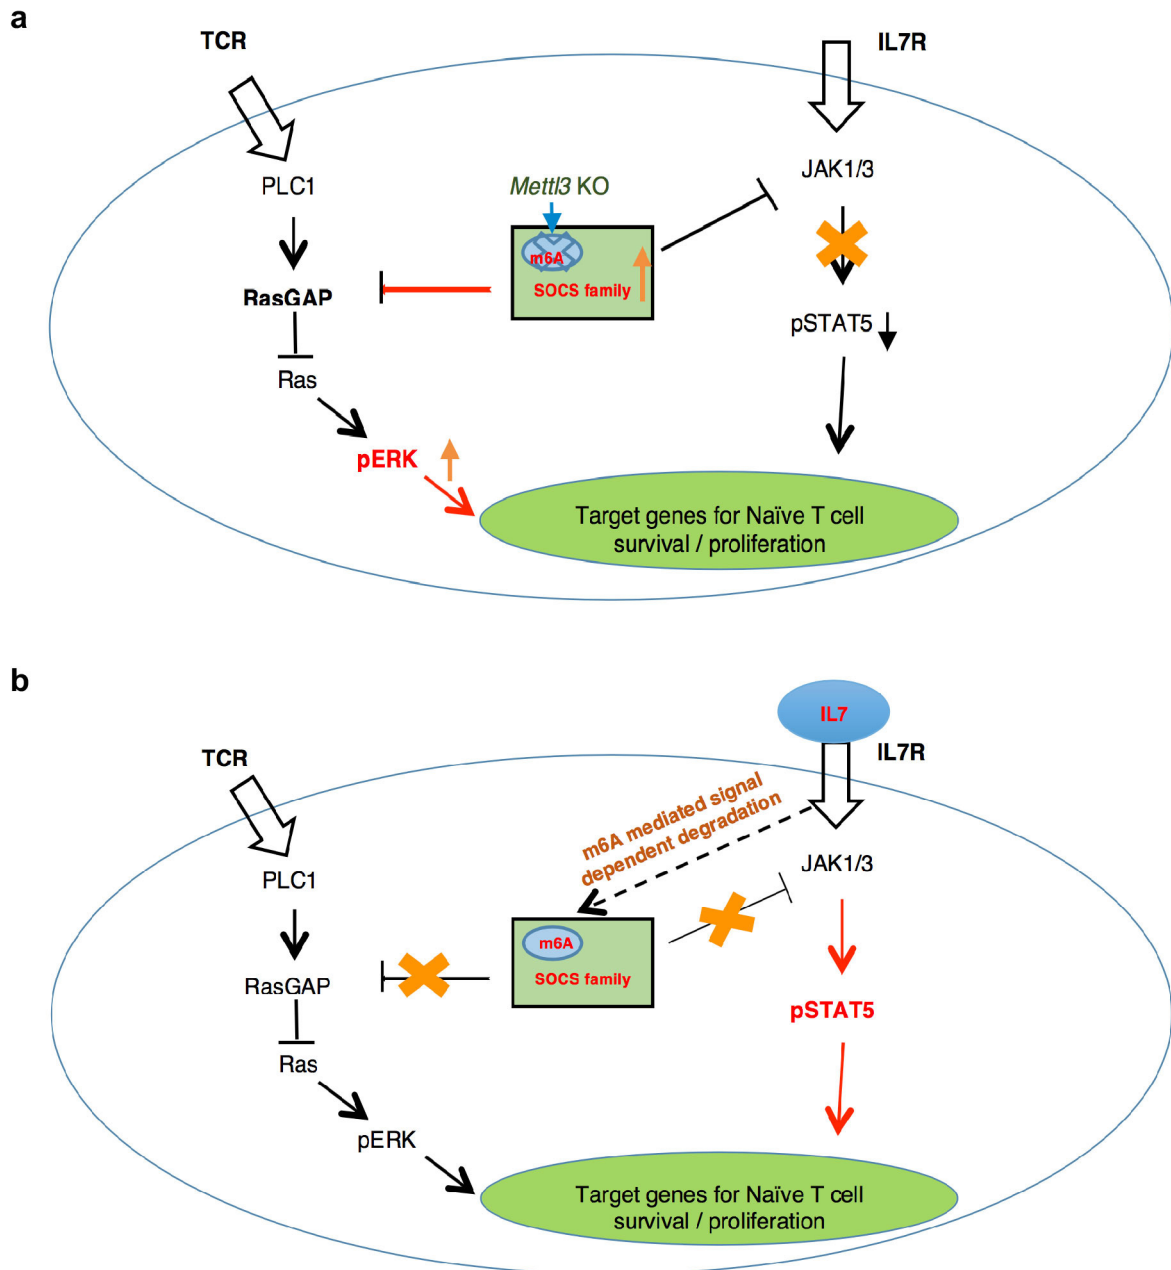 a
TCR
IL7R
PLC1
JAK1/3
Mettl3 KO
m6A
SOCS family
RasGAP
pSTAT5
Ras
pERK
Target genes for Naïve T cell
survival / proliferation
b
IL7
TCR
IL7R
m6A mediated signal
dependent degradation
PLC1
JAK1/3
m6A
SOCS family
RasGAP
pSTAT5
Ras
pERK
Target genes for Naïve T cell
survival / proliferation